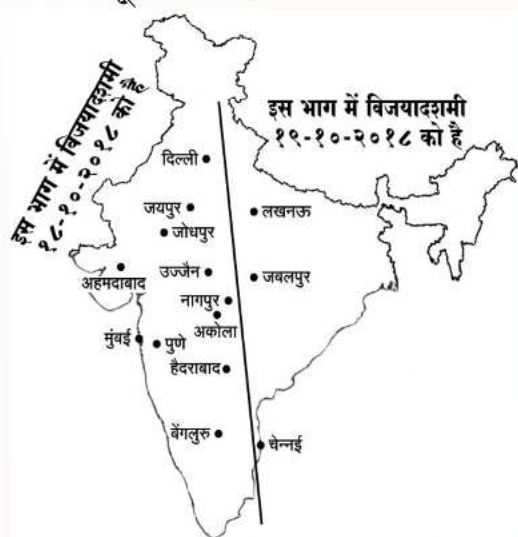 इस भाग में विजयादशमी
१८-१०-२०१८ को है
इस भाग में विजयादशमी
१९-१०-२०१८ को है
दिल्ली
जयपुर
लखनऊ
जोधपुर
उज्जैन
जबलपुर
अहमदाबाद
नागपुर
अकोला
मुंबई
पुणे
हैदराबाद
बेंगलुरु
चेन्नई